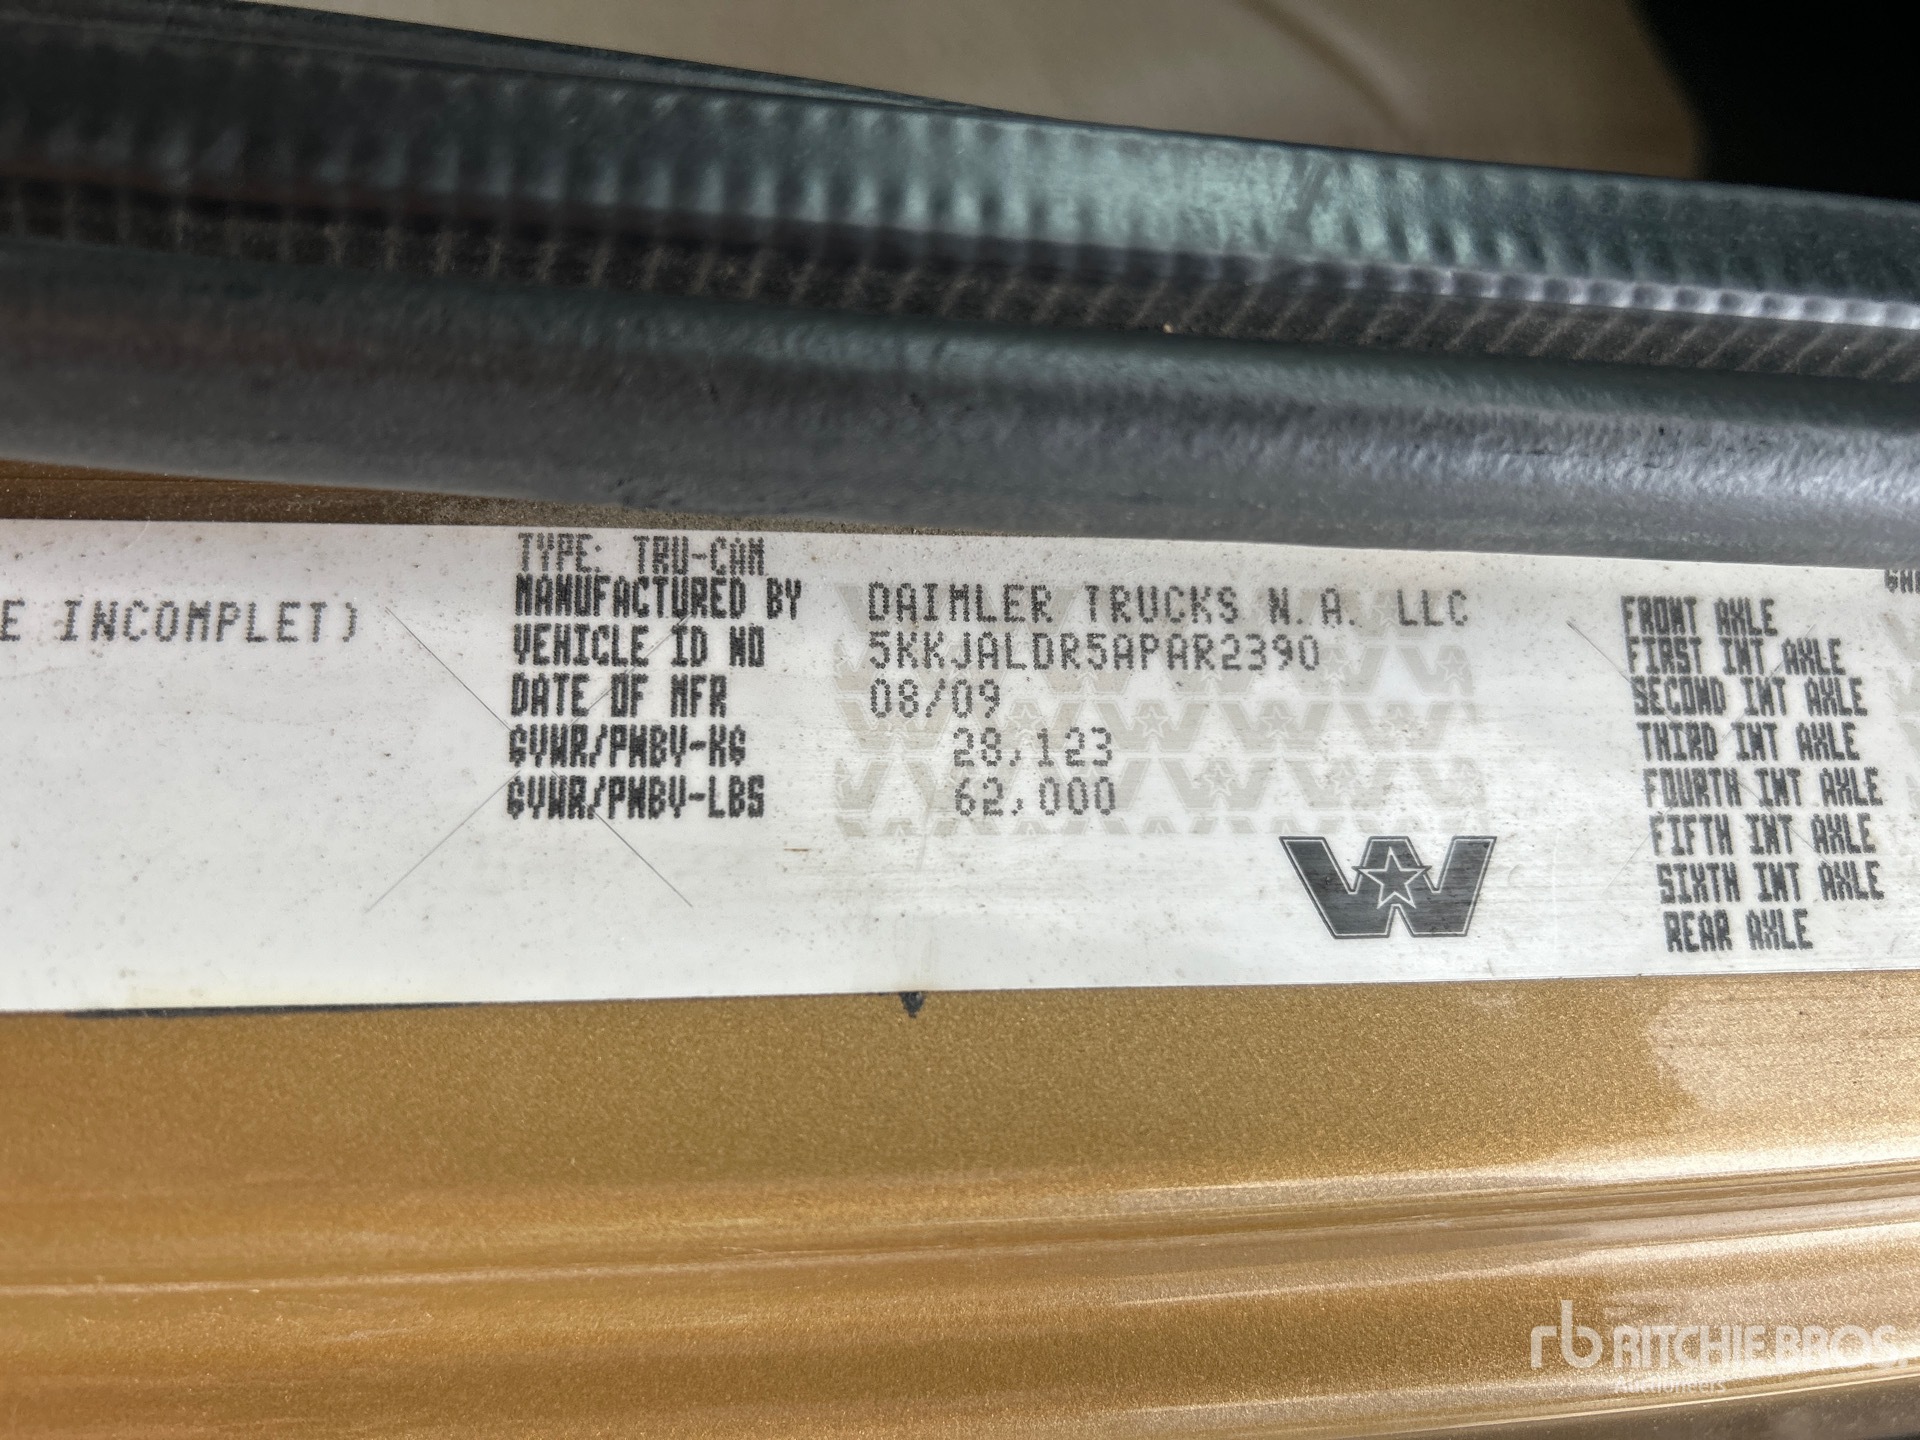 E INCOMPLET)
TYPE: TRU-CAM
MANUFACTURED BY DAIMLER TRUCKS N.A. LLC
VEHICLE ID NO 5KKJALDR5APAR2390
DATE OF MFR 08/09
GVWR/PNBV-KG 28,123
GVWR/PNBV-LBS 62,000
FRONT AXLE
FIRST INT AXLE
SECOND INT AXLE
THIRD INT AXLE
FOURTH INT AXLE
FIFTH INT AXLE
SIXTH INT AXLE
REAR AXLE
rb RITCHIE BROS.
Auctioneers